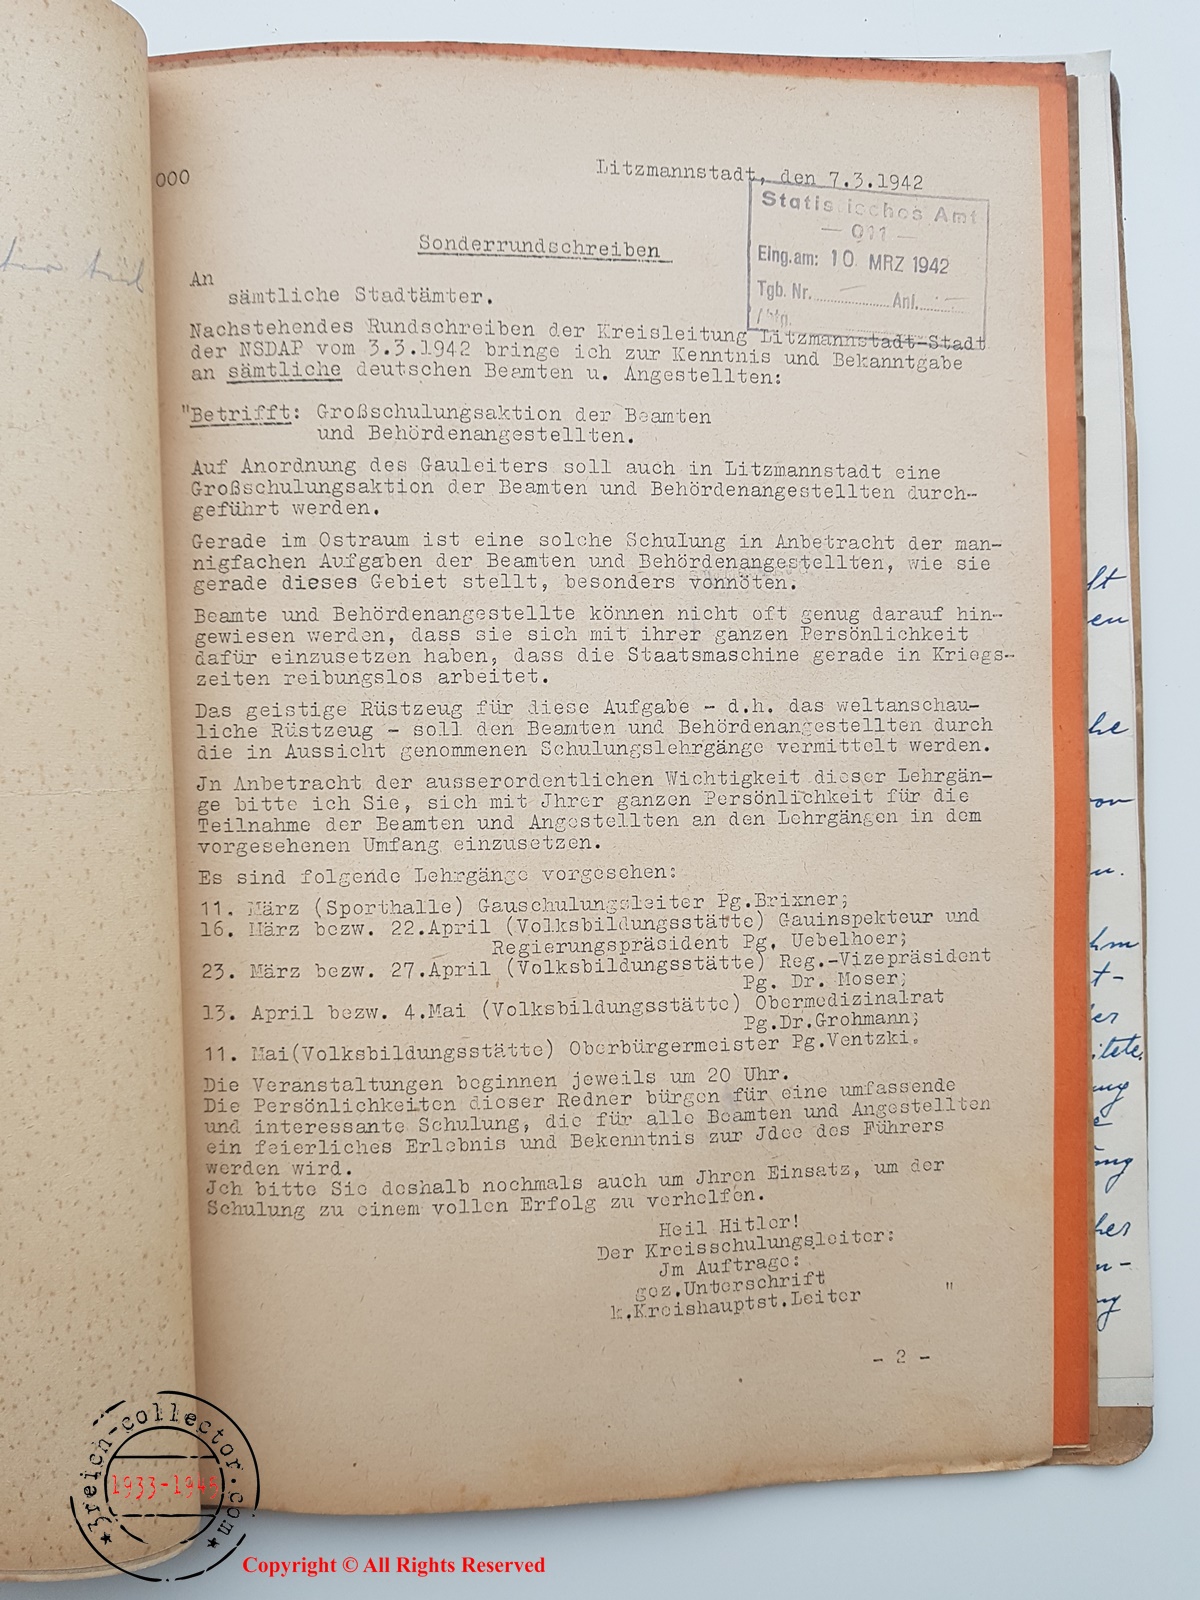 000
Litzmannstadt, den 7.3.1942
Statistisches Amt
— 011 —
Eing.am: 10. MRZ 1942
Tgb. Nr. Anl.
Sonderrundschreiben
An
sämtliche Stadtämter.
Nachstehendes Rundschreiben der Kreisleitung Litzmannstadt-Stadt
der NSDAP vom 3.3.1942 bringe ich zur Kenntnis und Bekanntgabe
an sämtliche deutschen Beamten u. Angestellten:
"Betrifft: Großschulungsaktion der Beamten
und Behördenangestellten.
Auf Anordnung des Gauleiters soll auch in Litzmannstadt eine
Großschulungsaktion der Beamten und Behördenangestellten durch-
geführt werden.
Gerade im Ostraum ist eine solche Schulung in Anbetracht der man-
nigfachen Aufgaben der Beamten und Behördenangestellten, wie sie
gerade dieses Gebiet stellt, besonders vonnöten.
Beamte und Behördenangestellte können nicht oft genug darauf hin-
gewiesen werden, dass sie sich mit ihrer ganzen Persönlichkeit
dafür einzusetzen haben, dass die Staatsmaschine gerade in Kriegs-
zeiten reibungslos arbeitet.
Das geistige Rüstzeug für diese Aufgabe - d.h. das weltanschau-
liche Rüstzeug - soll den Beamten und Behördenangestellten durch
die in Aussicht genommenen Schulungslehrgänge vermittelt werden.
Jn Anbetracht der ausserordentlichen Wichtigkeit dieser Lehrgän-
ge bitte ich Sie, sich mit Jhrer ganzen Persönlichkeit für die
Teilnahme der Beamten und Angestellten an den Lehrgängen in dem
vorgesehenen Umfang einzusetzen.
Es sind folgende Lehrgänge vorgesehen:
11. März (Sporthalle) Gauschulungsleiter Pg.Brixner;
16. März bezw. 22.April (Volksbildungsstätte) Gauinspekteur und
Regierungspräsident Pg. Uebelhoer;
23. März bezw. 27.April (Volksbildungsstätte) Reg.-Vizepräsident
Pg. Dr. Moser;
13. April bezw. 4.Mai (Volksbildungsstätte) Obermedizinalrat
Pg.Dr.Grohmann;
11. Mai(Volksbildungsstätte) Oberbürgermeister Pg.Ventzki.
Die Veranstaltungen beginnen jeweils um 20 Uhr.
Die Persönlichkeiten dieser Redner bürgen für eine umfassende
und interessante Schulung, die für alle Beamten und Angestellten
ein feierliches Erlebnis und Bekenntnis zur Jdee des Führers
werden wird.
Jch bitte Sie deshalb nochmals auch um Jhren Einsatz, um der
Schulung zu einem vollen Erfolg zu verhelfen.
Heil Hitler!
Der Kreisschulungsleiter:
Jm Auftrage:
gez.Unterschrift
k.Kreishauptst.Leiter "
- 2 -
3reich-collector.com
1933-1945
Copyright © All Rights Reserved